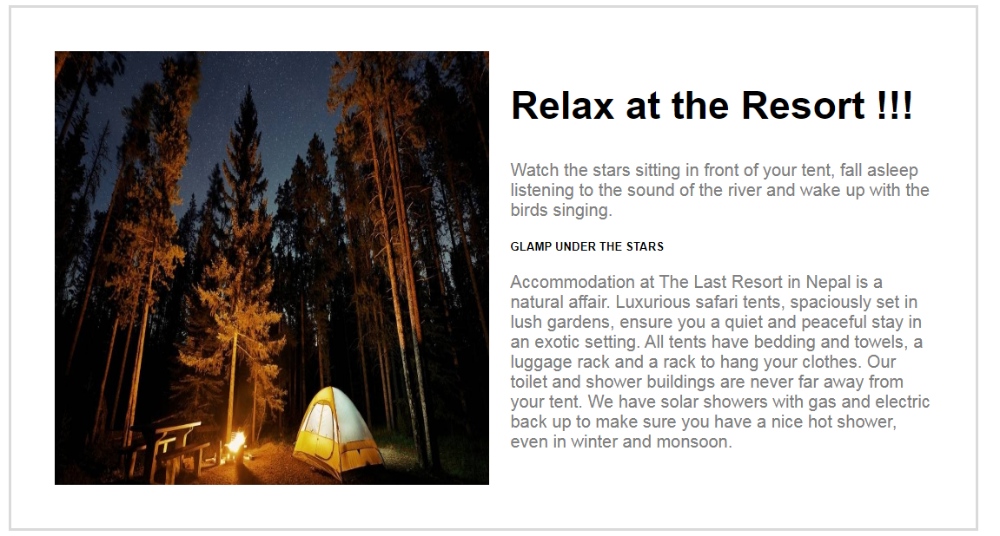 Relax at the Resort !!!
Watch the stars sitting in front of your tent, fall asleep
listening to the sound of the river and wake up with the
birds singing.
GLAMP UNDER THE STARS
Accommodation at The Last Resort in Nepal is a
natural affair. Luxurious safari tents, spaciously set in
lush gardens, ensure you a quiet and peaceful stay in
an exotic setting. All tents have bedding and towels, a
luggage rack and a rack to hang your clothes. Our
toilet and shower buildings are never far away from
your tent. We have solar showers with gas and electric
back up to make sure you have a nice hot shower,
even in winter and monsoon.